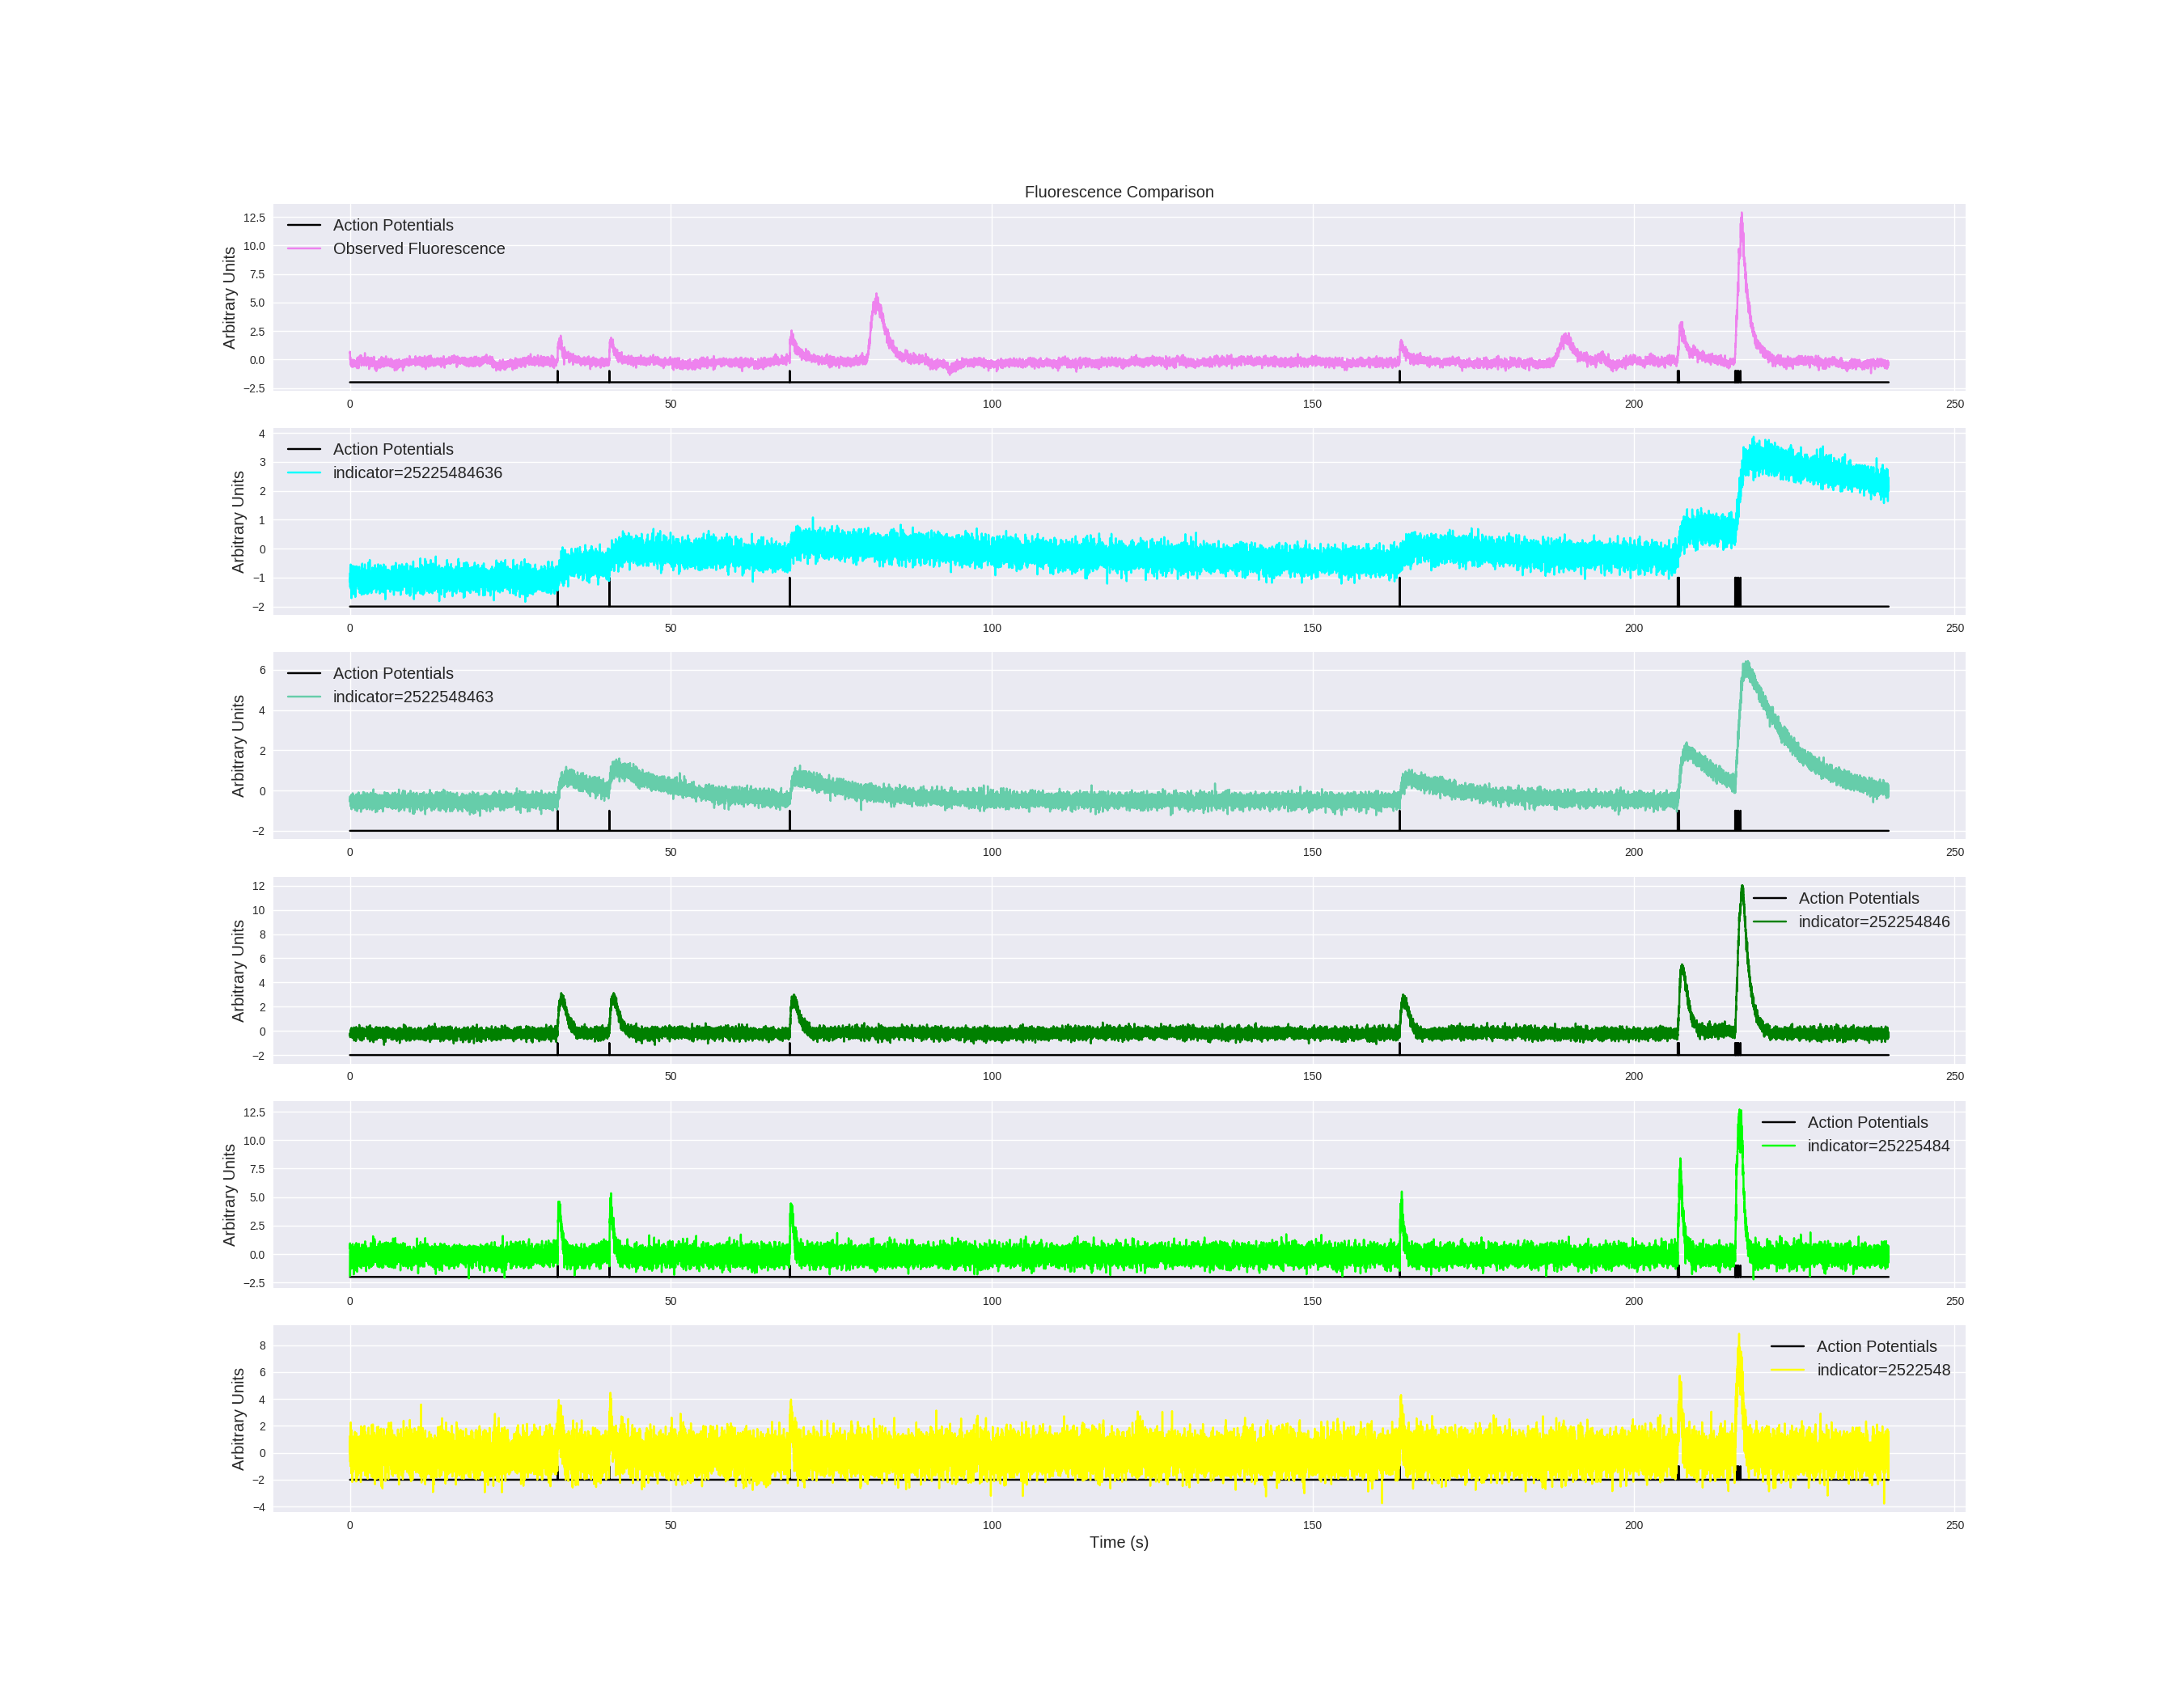 Fluorescence Comparison
Arbitrary Units
12.5
10.0
7.5
5.0
2.5
0.0
−2.5
Action Potentials
Observed Fluorescence
0 50 100 150 200 250
Arbitrary Units
4
3
2
1
0
−1
−2
Action Potentials
indicator=25225484636
0 50 100 150 200 250
Arbitrary Units
6
4
2
0
−2
Action Potentials
indicator=2522548463
0 50 100 150 200 250
Arbitrary Units
12
10
8
6
4
2
0
−2
Action Potentials
indicator=252254846
0 50 100 150 200 250
Arbitrary Units
12.5
10.0
7.5
5.0
2.5
0.0
−2.5
Action Potentials
indicator=25225484
0 50 100 150 200 250
Arbitrary Units
8
6
4
2
0
−2
−4
Action Potentials
indicator=2522548
0 50 100 150 200 250
Time (s)